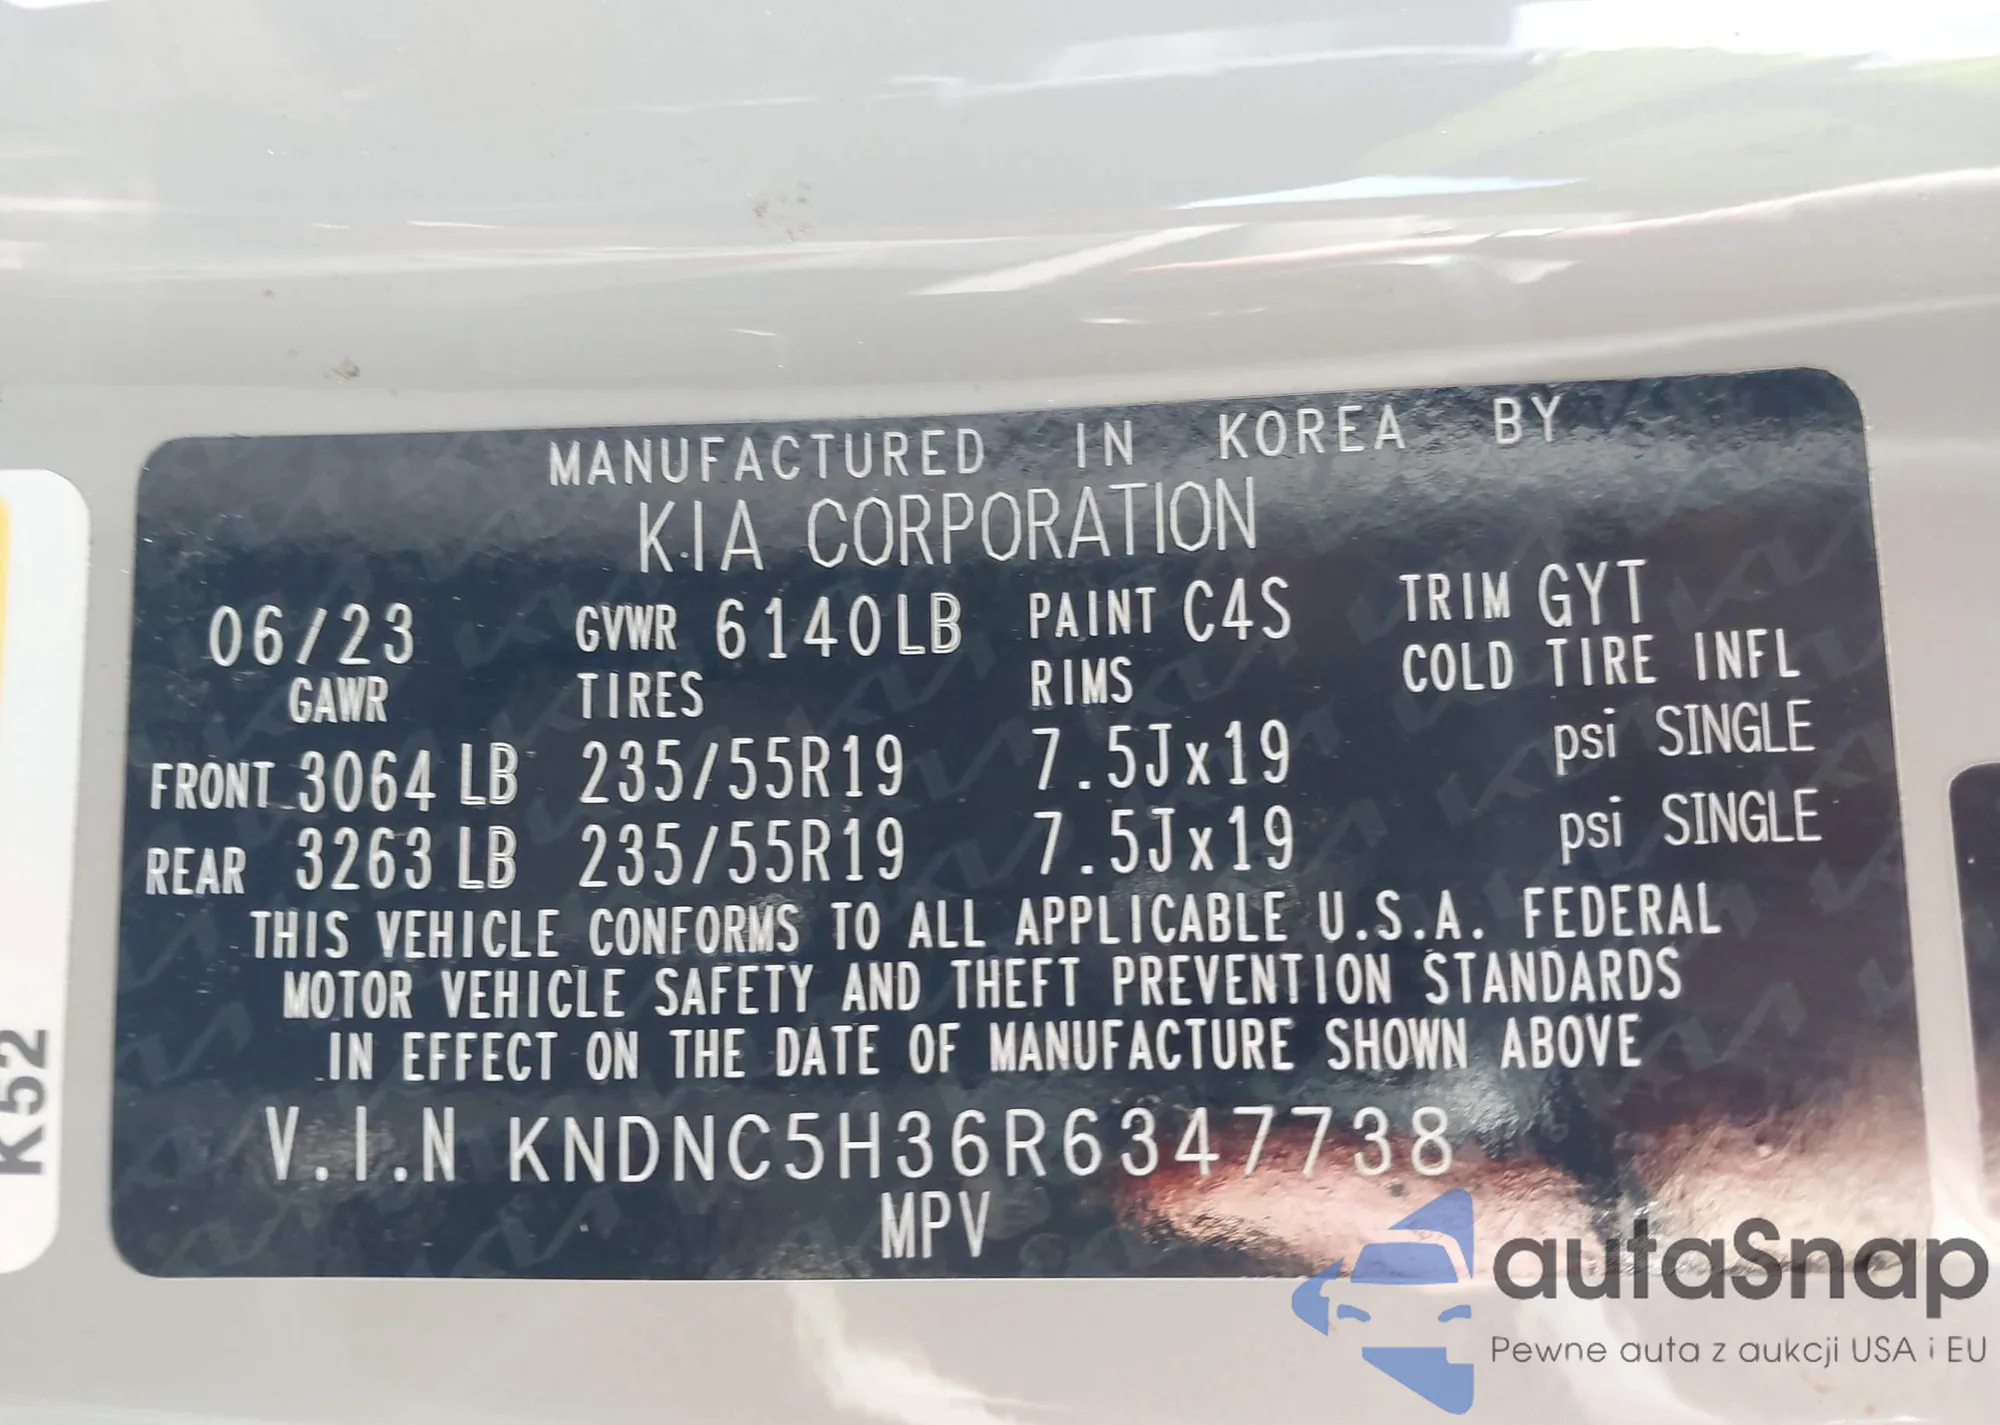 MANUFACTURED IN KOREA BY
KIA CORPORATION
06/23 GVWR 6140LB PAINT C4S TRIM GYT
GAWR TIRES RIMS COLD TIRE INFL
FRONT 3064 LB 235/55R19 7.5Jx19 psi SINGLE
REAR 3263 LB 235/55R19 7.5Jx19 psi SINGLE
THIS VEHICLE CONFORMS TO ALL APPLICABLE U.S.A. FEDERAL
MOTOR VEHICLE SAFETY AND THEFT PREVENTION STANDARDS
IN EFFECT ON THE DATE OF MANUFACTURE SHOWN ABOVE
V.I.N KNDNC5H36R6347738
MPV
K52
autaSnap
Pewne auta z aukcji USA i EU